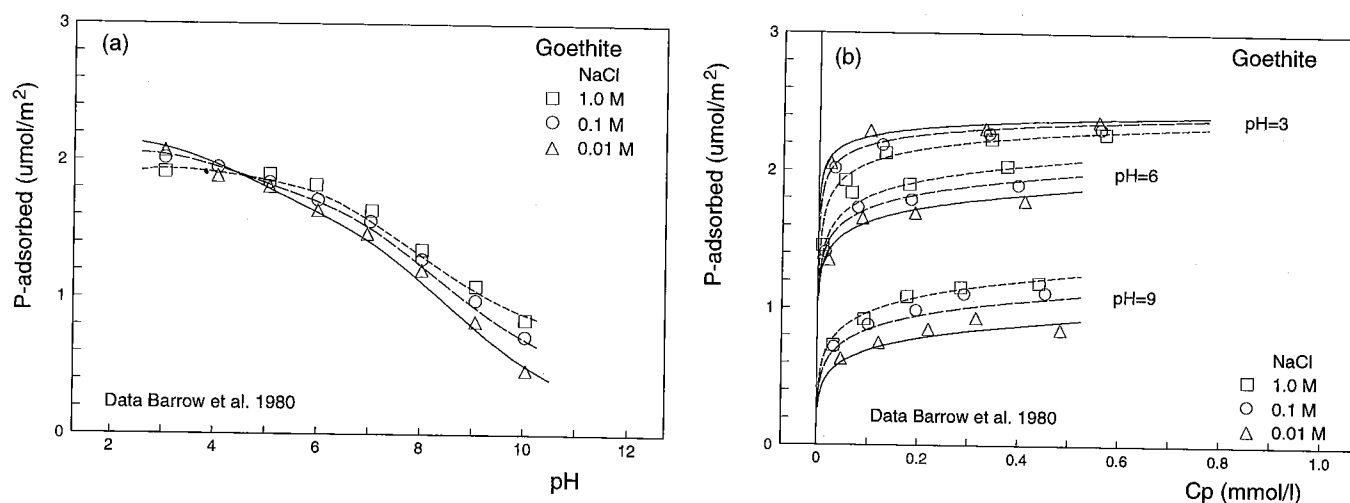 (a)
Goethite
NaCl
1.0 M
0.1 M
0.01 M
P-adsorbed (umol/m²)
3
2
1
0
2
4
6
8
10
12
pH
Data Barrow et al. 1980
(b)
Goethite
pH=3
pH=6
pH=9
NaCl
1.0 M
0.1 M
0.01 M
P-adsorbed (umol/m²)
3
2
1
0
0
0.2
0.4
0.6
0.8
1.0
Cp (mmol/l)
Data Barrow et al. 1980